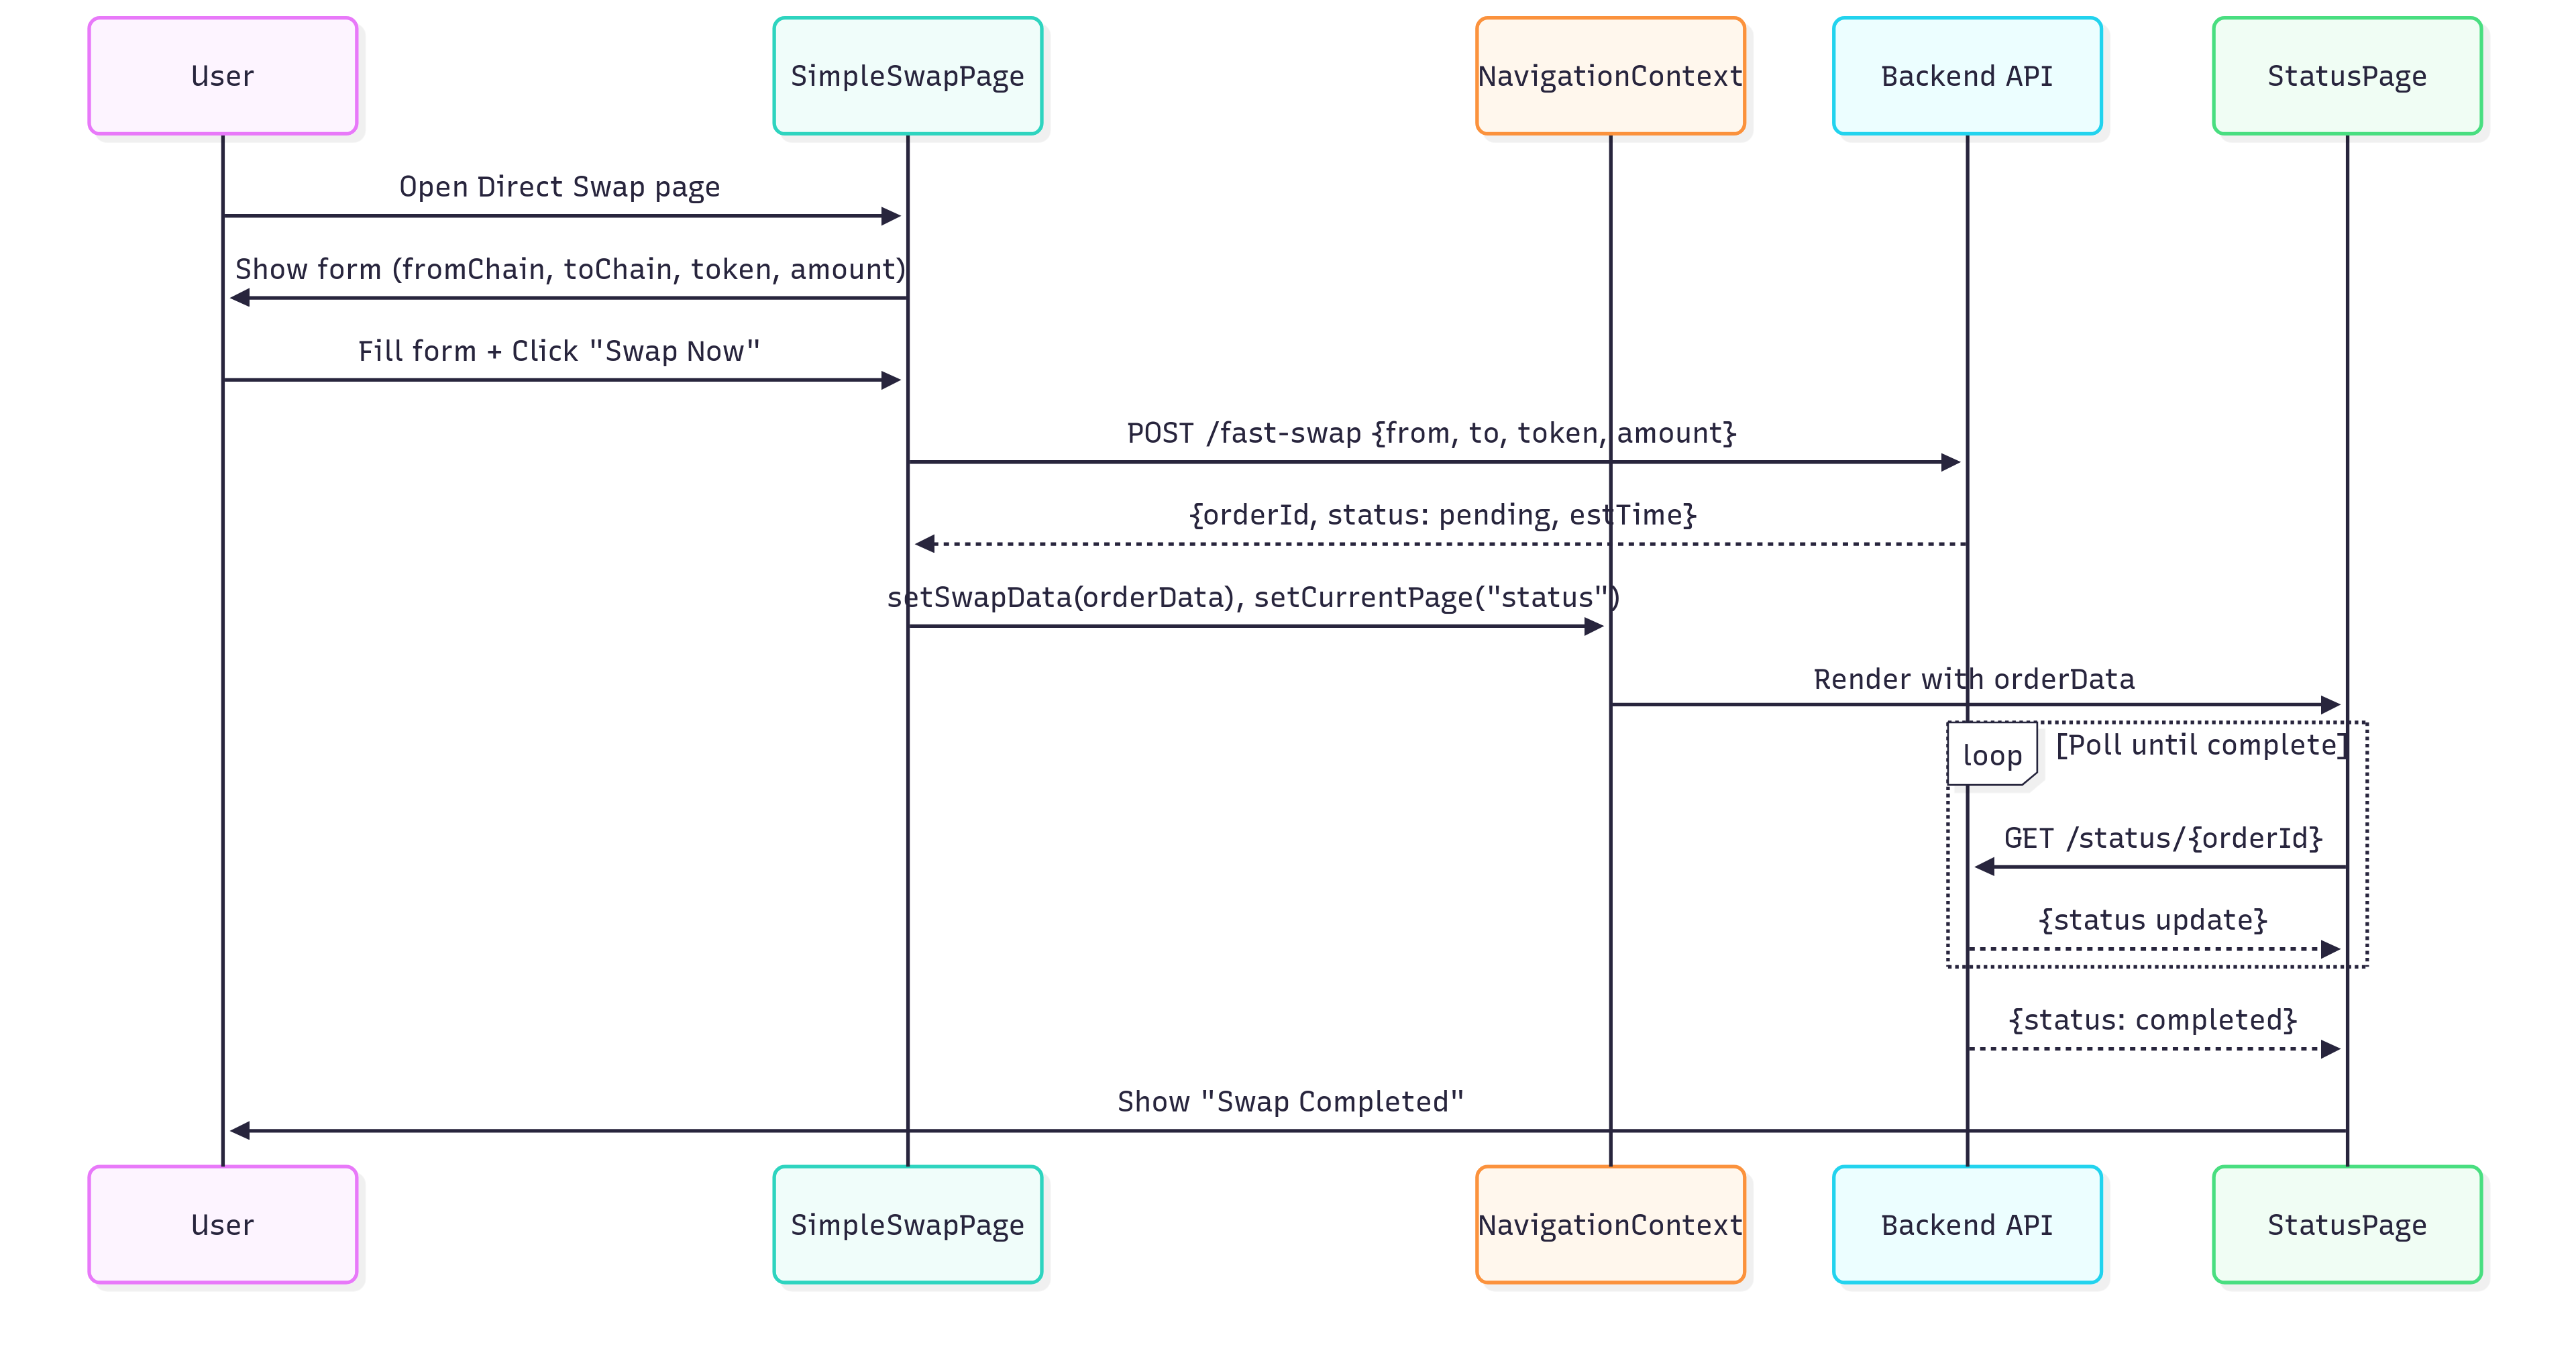 User
SimpleSwapPage
NavigationContext
Backend API
StatusPage
Open Direct Swap page
Show form (fromChain, toChain, token, amount)
Fill form + Click "Swap Now"
POST /fast-swap {from, to, token, amount}
{orderId, status: pending, estTime}
setSwapData(orderData), setCurrentPage("status")
Render with orderData
loop
[Poll until complete]
GET /status/{orderId}
{status update}
{status: completed}
Show "Swap Completed"
User
SimpleSwapPage
NavigationContext
Backend API
StatusPage